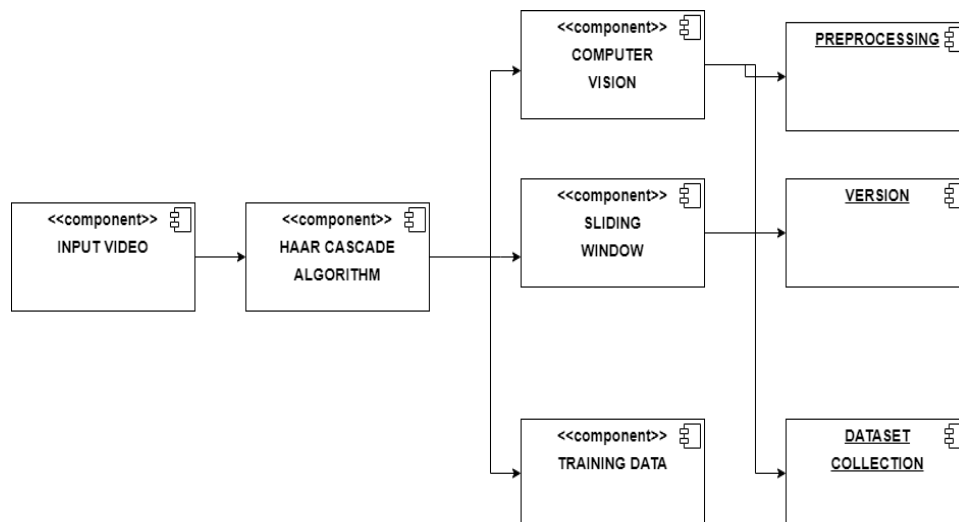 <<component>>
INPUT VIDEO
<<component>>
HAAR CASCADE
ALGORITHM
<<component>>
COMPUTER
VISION
<<component>>
SLIDING
WINDOW
<<component>>
TRAINING DATA
PREPROCESSING
VERSION
DATASET
COLLECTION